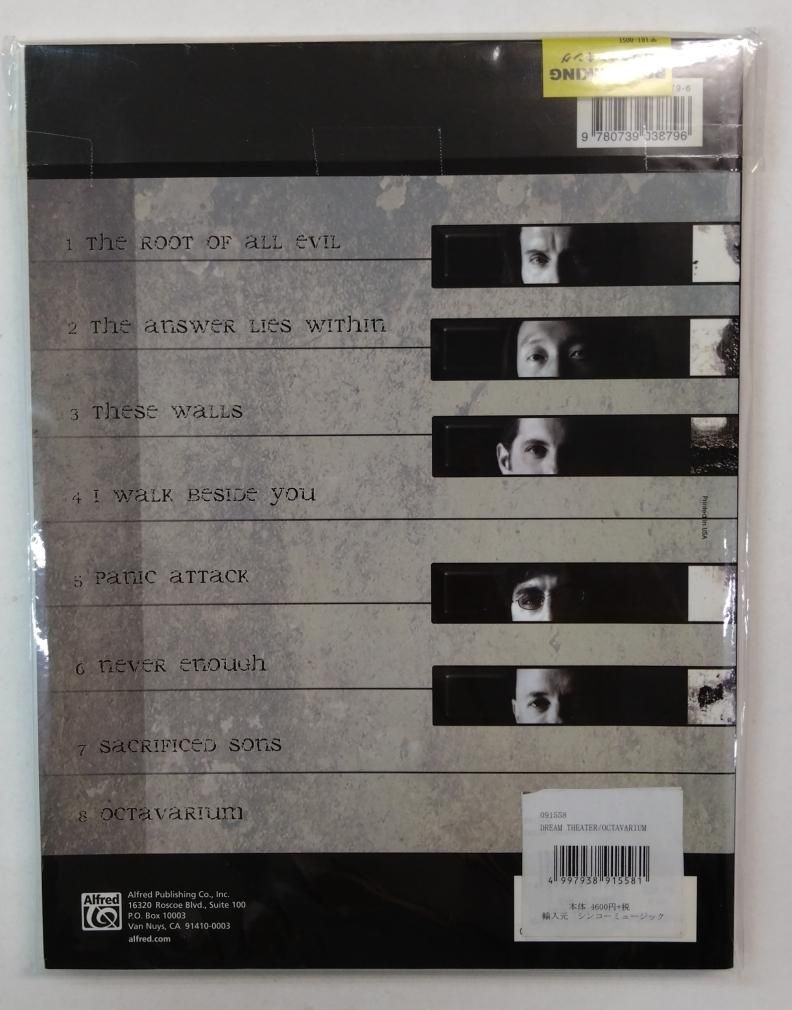 BOOKING
79-6
9 780739 038796
1 The ROOT OF ALL EVIL
2 The answer Lies within
3 These walls
4 I walk Beside you
Printed in USA
5 Panic Attack
6 never enough
7 sacrificed sons
8 octavarium
091558
DREAM THEATER/OCTAVARIUM
4 997938 915581
本体 4600円+税
輸入元 シンコーミュージック
Alfred
Alfred Publishing Co., Inc.
16320 Roscoe Blvd., Suite 100
P.O. Box 10003
Van Nuys, CA 91410-0003
alfred.com